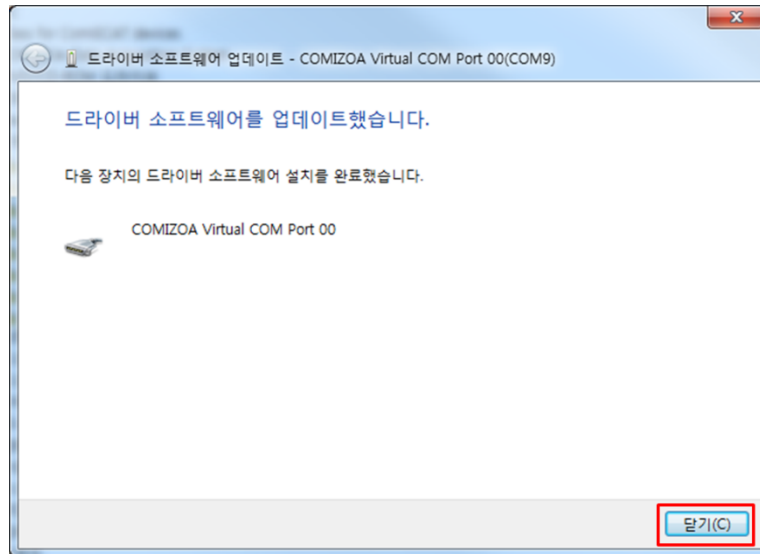 드라이버 소프트웨어 업데이트 - COMIZOA Virtual COM Port 00(COM9)
드라이버 소프트웨어를 업데이트했습니다.
다음 장치의 드라이버 소프트웨어 설치를 완료했습니다.
COMIZOA Virtual COM Port 00
닫기(C)